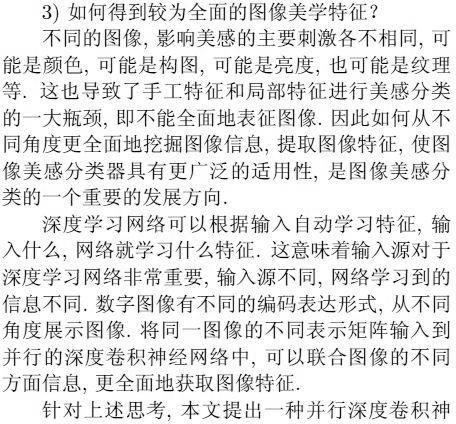 3) 如何得到较为全面的图像美学特征?
不同的图像, 影响美感的主要刺激各不相同, 可
能是颜色, 可能是构图, 可能是亮度, 也可能是纹理
等. 这也导致了手工特征和局部特征进行美感分类
的一大瓶颈, 即不能全面地表征图像. 因此如何从不
同角度更全面地挖掘图像信息, 提取图像特征, 使图
像美感分类器具有更广泛的适用性, 是图像美感分
类的一个重要的发展方向.
深度学习网络可以根据输入自动学习特征, 输
入什么, 网络就学习什么特征. 这意味着输入源对于
深度学习网络非常重要, 输入源不同, 网络学习到的
信息不同. 数字图像有不同的编码表达形式, 从不同
角度展示图像. 将同一图像的不同表示矩阵输入到
并行的深度卷积神经网络中, 可以联合图像的不同
方面信息, 更全面地获取图像特征.
针对上述思考, 本文提出一种并行深度卷积神